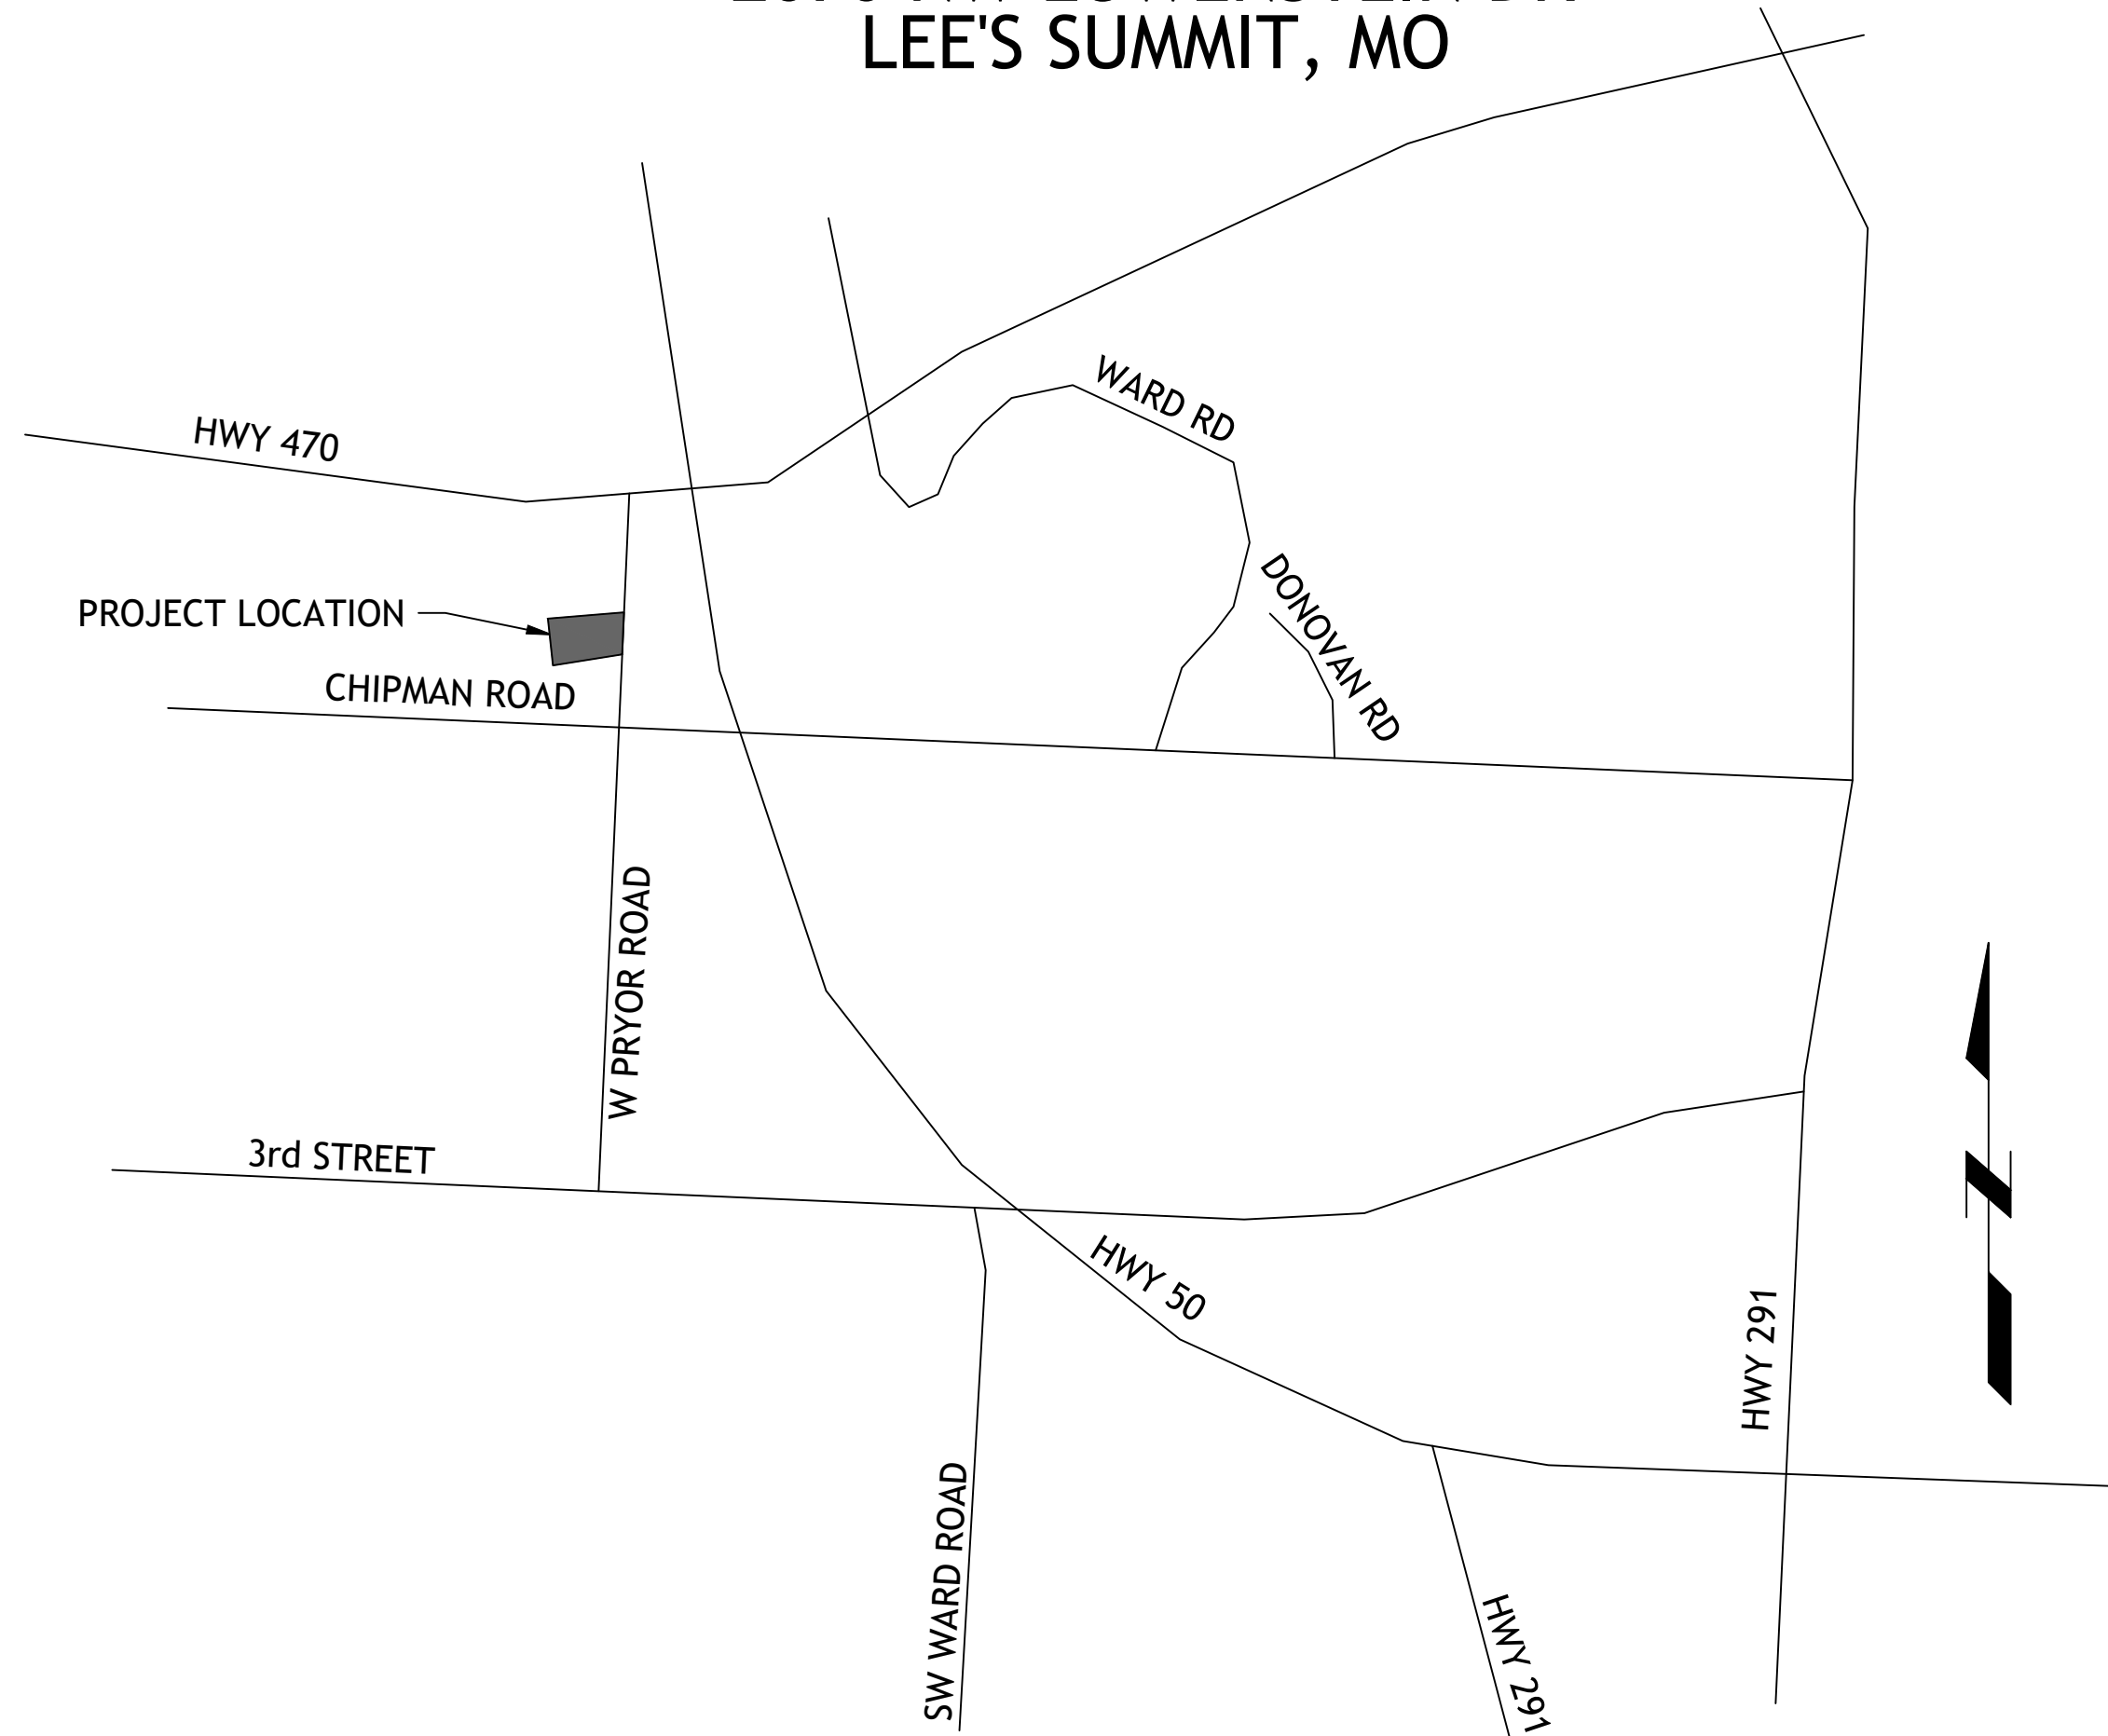 LEE'S SUMMIT, MO
WARD RD
HWY 470
DONOVAN RD
PROJECT LOCATION
CHIPMAN ROAD
W PRYOR ROAD
3rd STREET
N
HWY 50
HWY 291
SW WARD ROAD
HWY 291